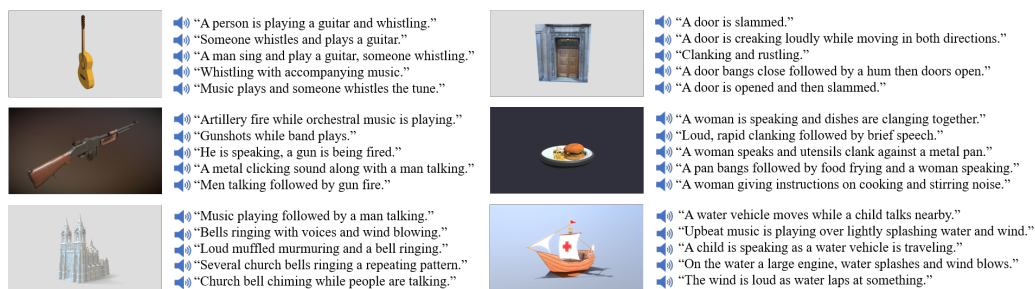 “A person is playing a guitar and whistling.”
“Someone whistles and plays a guitar.”
“A man sing and play a guitar, someone whistling.”
“Whistling with accompanying music.”
“Music plays and someone whistles the tune.”
“A door is slammed.”
“A door is creaking loudly while moving in both directions.”
“Clanking and rustling.”
“A door bangs close followed by a hum then doors open.”
“A door is opened and then slammed.”
“Artillery fire while orchestral music is playing.”
“Gunshots while band plays.”
“He is speaking, a gun is being fired.”
“A metal clicking sound along with a man talking.”
“Men talking followed by gun fire.”
“A woman is speaking and dishes are clanging together.”
“Loud, rapid clanking followed by brief speech.”
“A woman speaks and utensils clank against a metal pan.”
“A pan bangs followed by food frying and a woman speaking.”
“A woman giving instructions on cooking and stirring noise.”
“Music playing followed by a man talking.”
“Bells ringing with voices and wind blowing.”
“Loud muffled murmuring and a bell ringing.”
“Several church bells ringing a repeating pattern.”
“Church bell chiming while people are talking.”
“A water vehicle moves while a child talks nearby.”
“Upbeat music is playing over lightly splashing water and wind.”
“A child is speaking as a water vehicle is traveling.”
“On the water a large engine, water splashes and wind blows.”
“The wind is loud as water laps at something.”